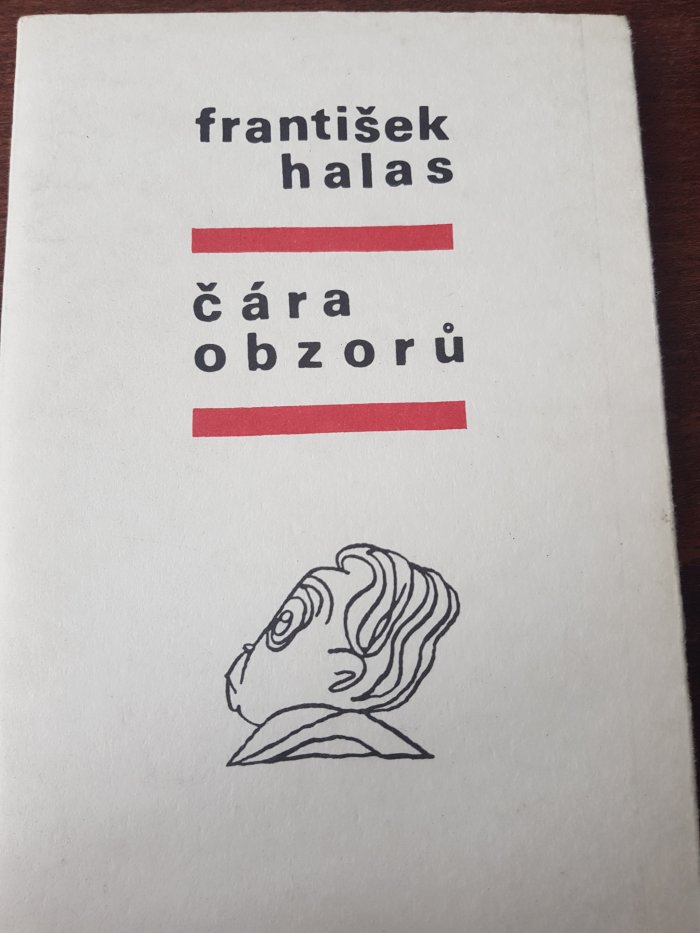 františek
halas
čára
obzorů